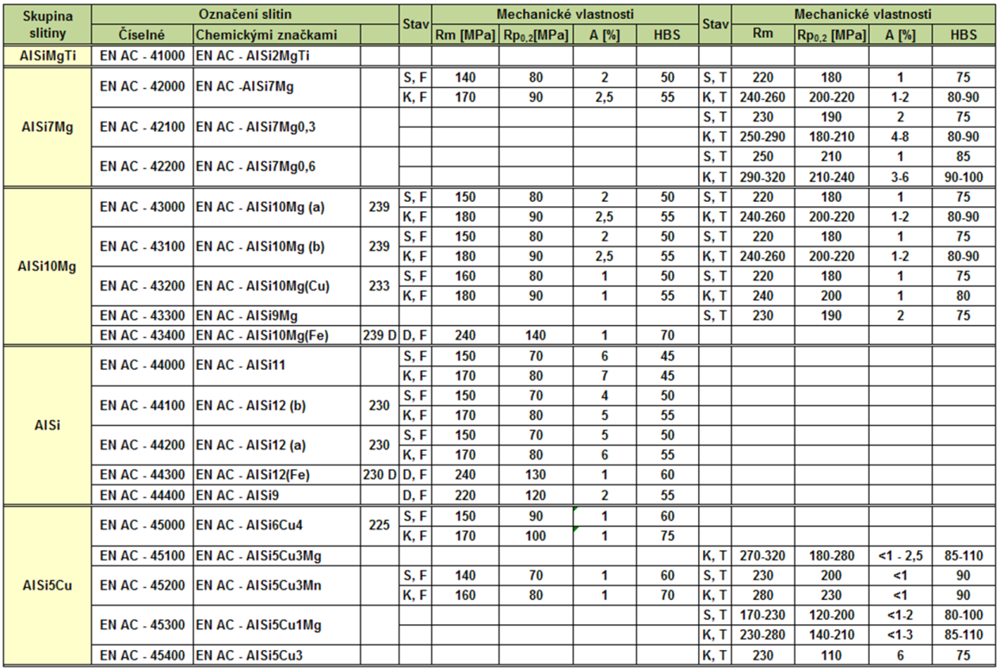 Skupina slitiny Označení slitin Stav Mechanické vlastnosti Stav Mechanické vlastnosti
Číselné Chemickými značkami Rm [MPa] Rp0,2[MPa] A [%] HBS Rm Rp0,2 [MPa] A [%] HBS
AlSiMgTi EN AC - 41000 EN AC - AlSi2MgTi
AlSi7Mg EN AC - 42000 EN AC -AlSi7Mg S, F 140 80 2 50 S, T 220 180 1 75
K, F 170 90 2,5 55 K, T 240-260 200-220 1-2 80-90
EN AC - 42100 EN AC - AlSi7Mg0,3 S, T 230 190 2 75
K, T 250-290 180-210 4-8 80-90
EN AC - 42200 EN AC - AlSi7Mg0,6 S, T 250 210 1 85
K, T 290-320 210-240 3-6 90-100
AlSi10Mg EN AC - 43000 EN AC - AlSi10Mg (a) 239 S, F 150 80 2 50 S, T 220 180 1 75
K, F 180 90 2,5 55 K, T 240-260 200-220 1-2 80-90
EN AC - 43100 EN AC - AlSi10Mg (b) 239 S, F 150 80 2 50 S, T 220 180 1 75
K, F 180 90 2,5 55 K, T 240-260 200-220 1-2 80-90
EN AC - 43200 EN AC - AlSi10Mg(Cu) 233 S, F 160 80 1 50 S, T 220 180 1 75
K, F 180 90 1 55 K, T 240 200 1 80
EN AC - 43300 EN AC - AlSi9Mg S, T 230 190 2 75
EN AC - 43400 EN AC - AlSi10Mg(Fe) 239 D D, F 240 140 1 70
AlSi EN AC - 44000 EN AC - AlSi11 S, F 150 70 6 45
K, F 170 80 7 45
EN AC - 44100 EN AC - AlSi12 (b) 230 S, F 150 70 4 50
K, F 170 80 5 55
EN AC - 44200 EN AC - AlSi12 (a) 230 S, F 150 70 5 50
K, F 170 80 6 55
EN AC - 44300 EN AC - AlSi12(Fe) 230 D D, F 240 130 1 60
EN AC - 44400 EN AC - AlSi9 D, F 220 120 2 55
AlSi5Cu EN AC - 45000 EN AC - AlSi6Cu4 225 S, F 150 90 1 60
K, F 170 100 1 75
EN AC - 45100 EN AC - AlSi5Cu3Mg K, T 270-320 180-280 <1 - 2,5 85-110
EN AC - 45200 EN AC - AlSi5Cu3Mn S, F 140 70 1 60 S, T 230 200 <1 90
K, F 160 80 1 70 K, T 280 230 <1 90
EN AC - 45300 EN AC - AlSi5Cu1Mg S, T 170-230 120-200 <1-2 80-100
K, T 230-280 140-210 <1-3 85-110
EN AC - 45400 EN AC - AlSi5Cu3 K, T 230 110 6 75